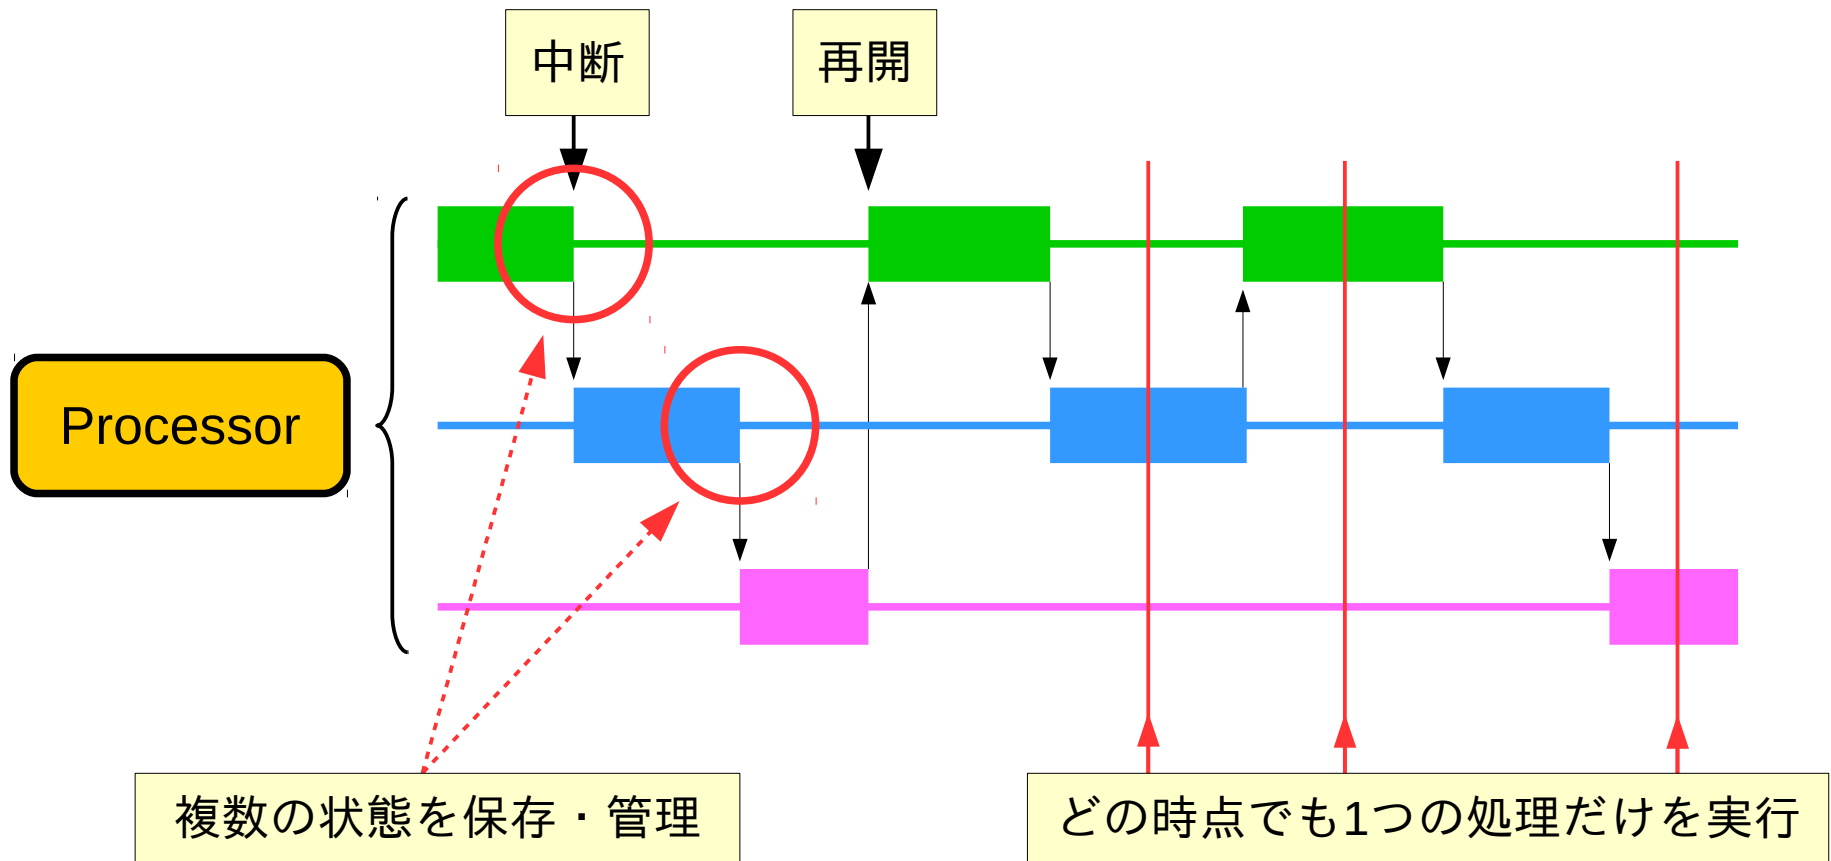 中断
再開
Processor
複数の状態を保存・管理
どの時点でも1つの処理だけを実行